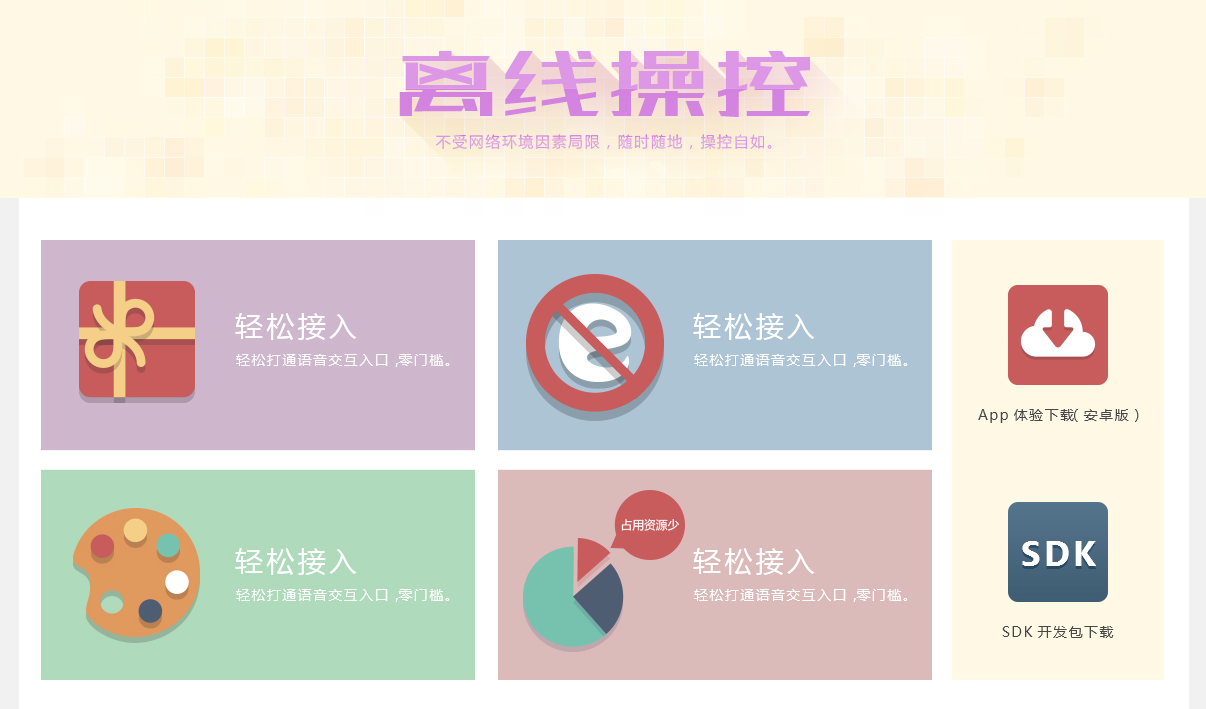 离线操控
不受网络环境因素局限，随时随地，操控自如。
轻松接入
轻松打通语音交互入口 ,零门槛。
轻松接入
轻松打通语音交互入口 ,零门槛。
App 体验下载( 安卓版 )
轻松接入
轻松打通语音交互入口 ,零门槛。
占用资源少
轻松接入
轻松打通语音交互入口 ,零门槛。
SDK
SDK 开发包下载